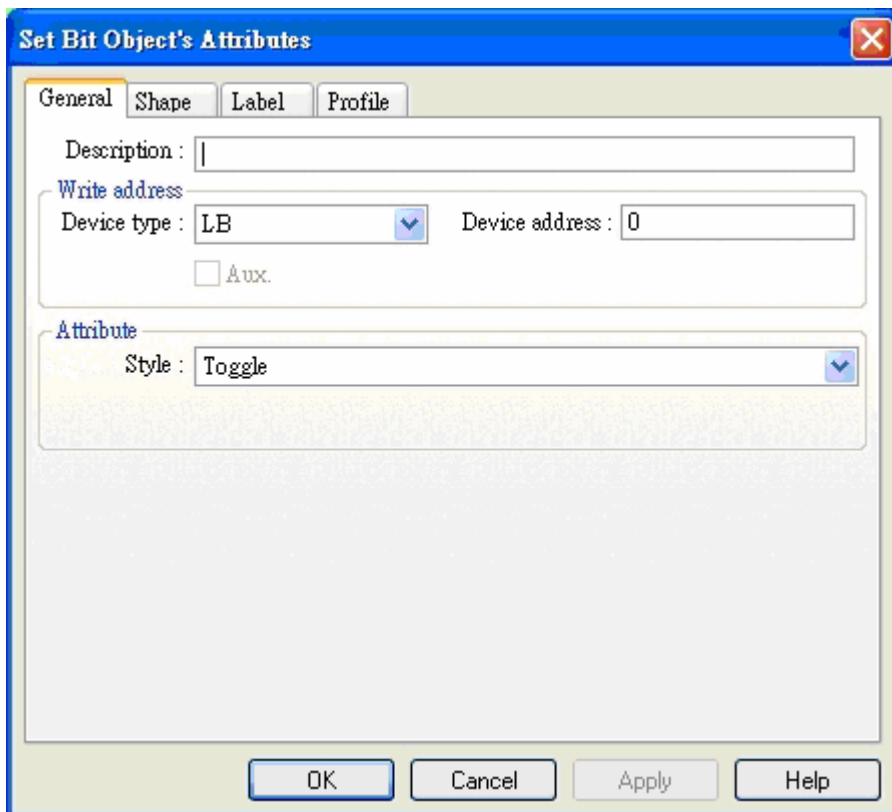 Set Bit Object's Attributes
General Shape Label Profile
Description :
Write address
Device type : LB Device address : 0
Aux.
Attribute
Style : Toggle
OK Cancel Apply Help